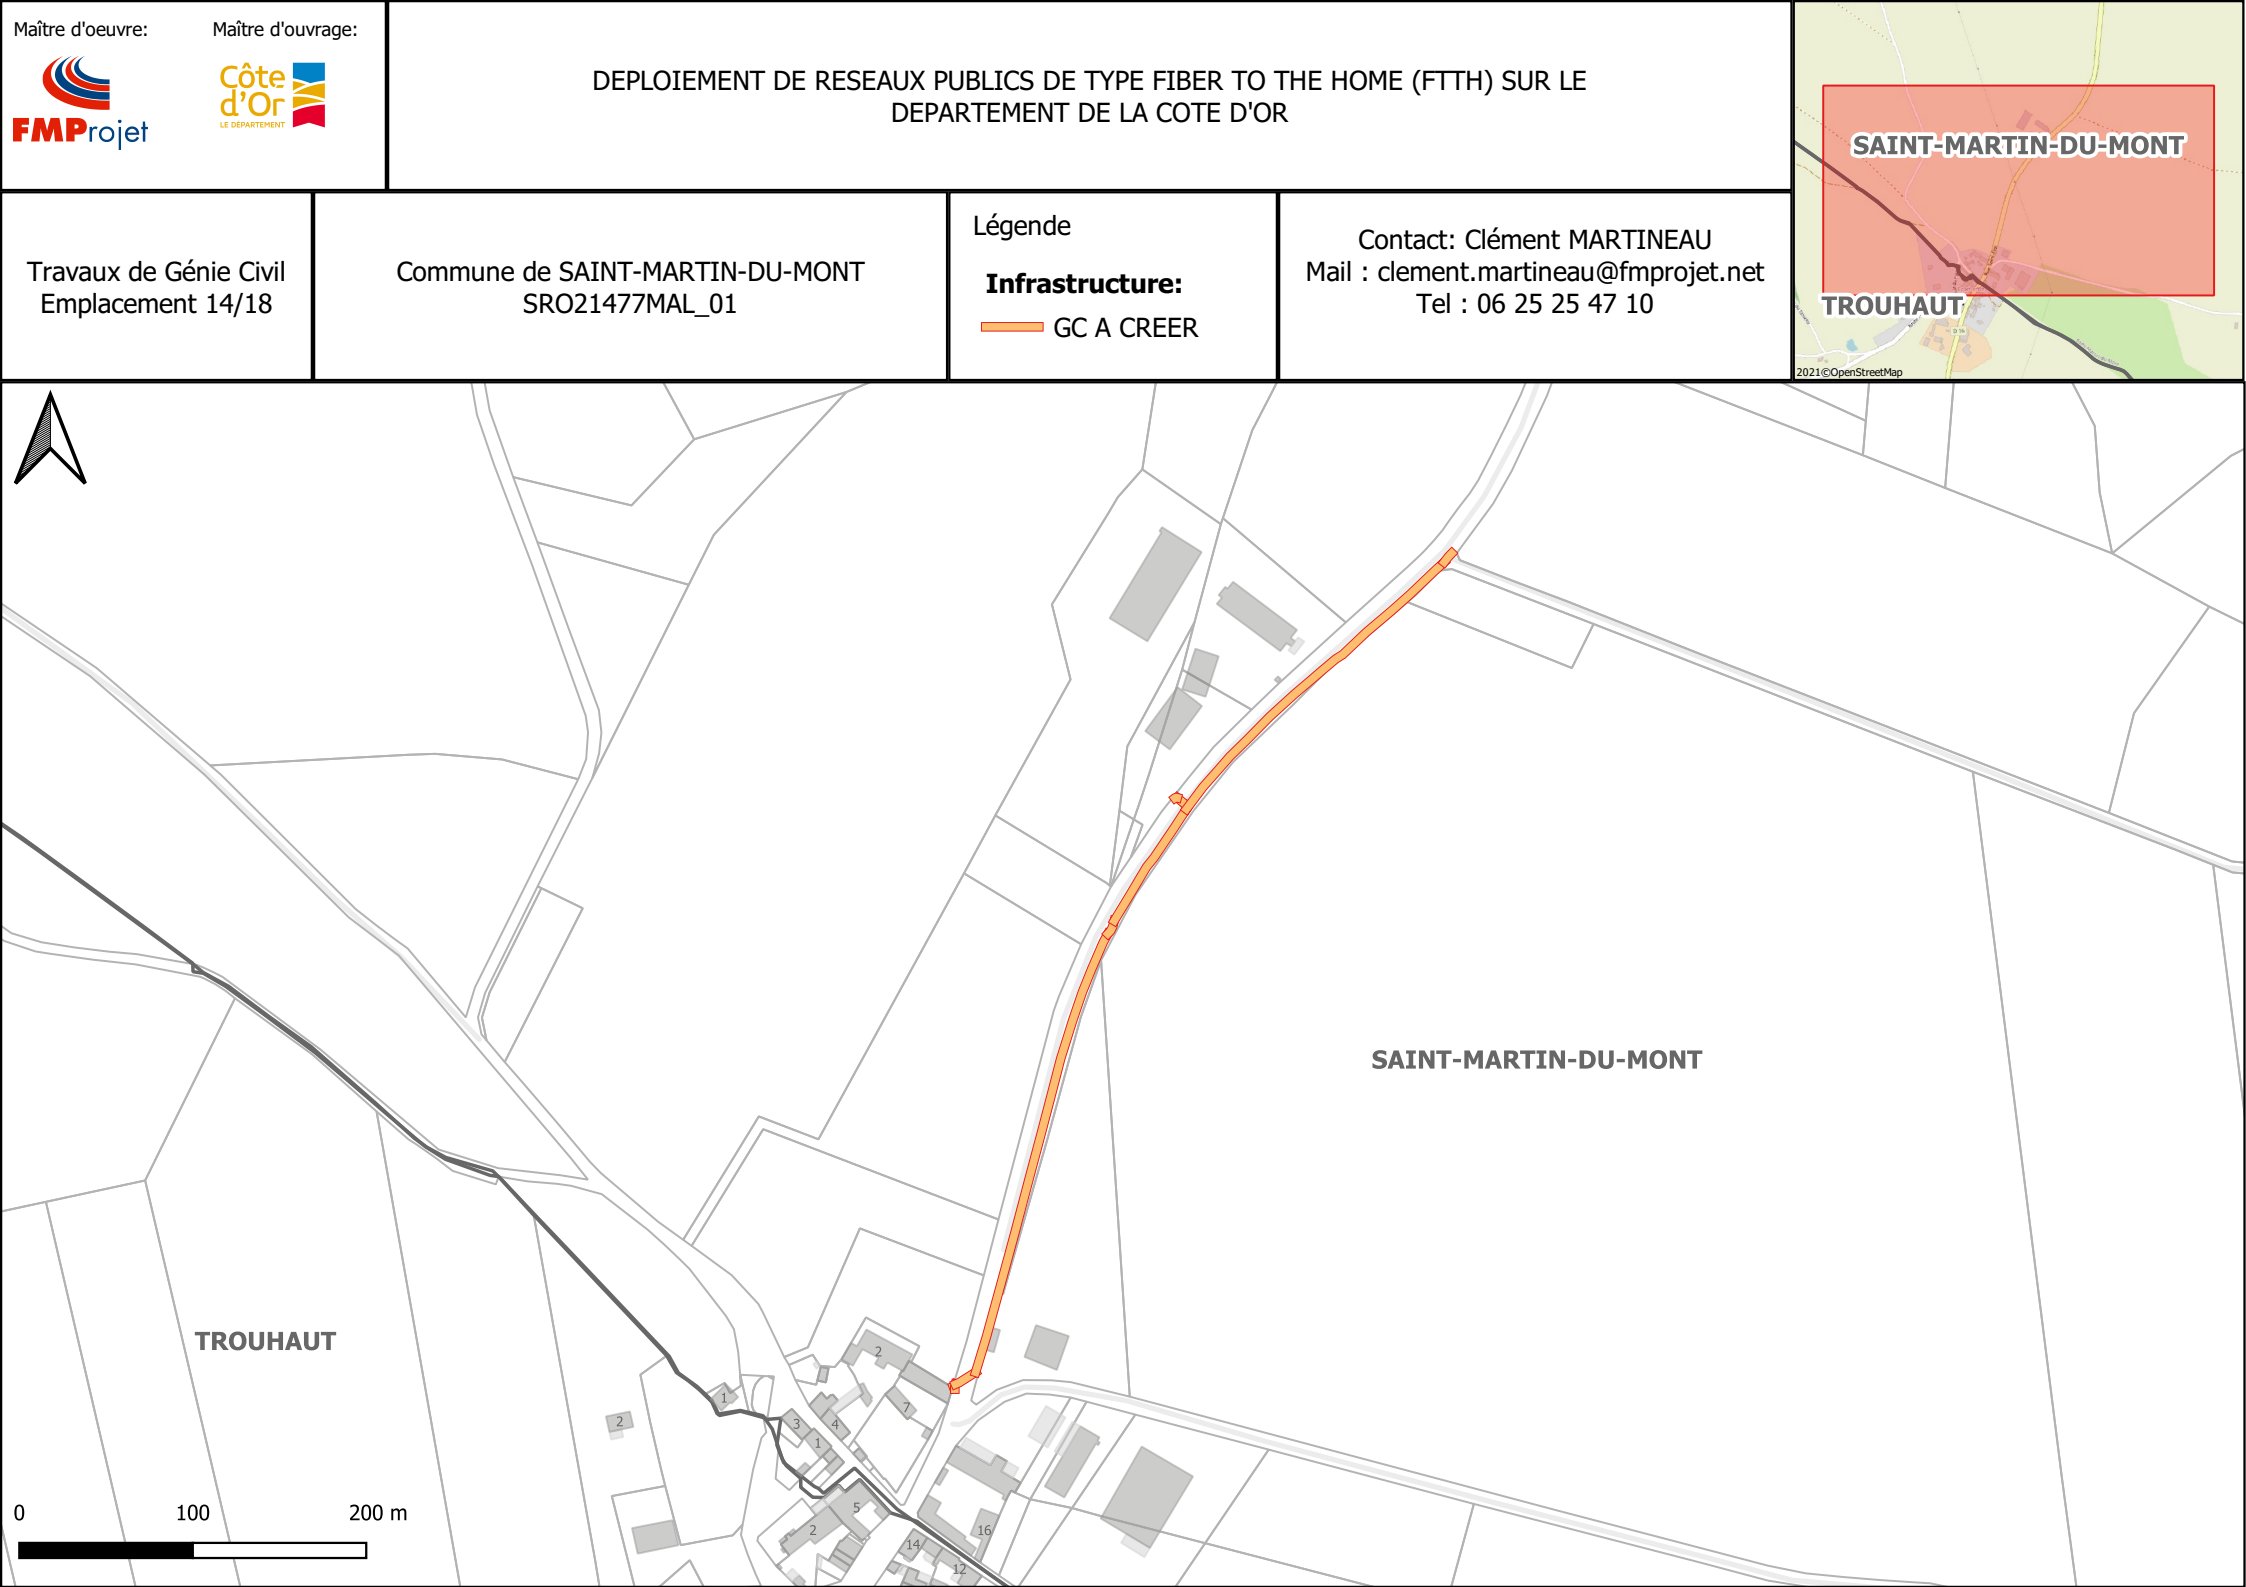 Maître d'oeuvre:
Maître d'ouvrage:
FMProjet
Côte
d'Or
LE DÉPARTEMENT
DEPLOIEMENT DE RESEAUX PUBLICS DE TYPE FIBER TO THE HOME (FTTH) SUR LE
DEPARTEMENT DE LA COTE D'OR
SAINT-MARTIN-DU-MONT
TROUHAUT
D 16
2021©OpenStreetMap
Travaux de Génie Civil
Emplacement 14/18
Commune de SAINT-MARTIN-DU-MONT
SRO21477MAL_01
Légende
Infrastructure:
GC A CREER
Contact: Clément MARTINEAU
Mail : clement.martineau@fmprojet.net
Tel : 06 25 25 47 10
SAINT-MARTIN-DU-MONT
TROUHAUT
2
1
7
2
3
4
1
5
2
16
14
12
0
100
200 m